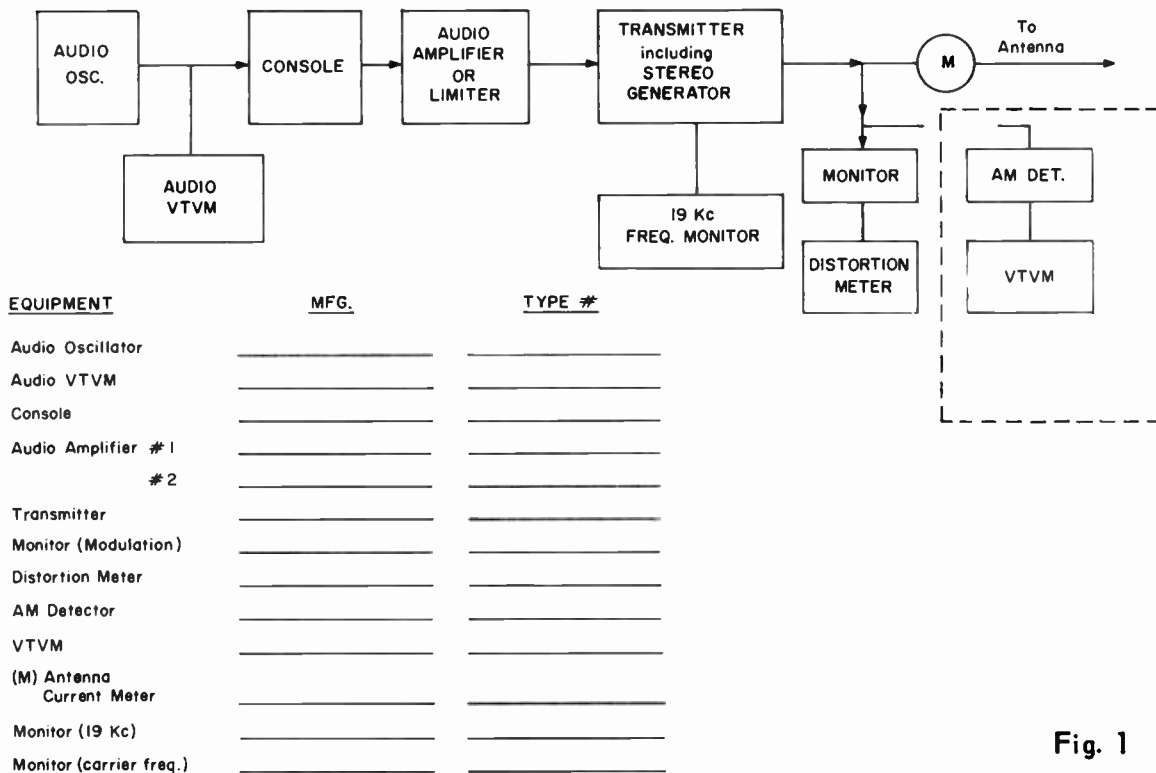 AUDIO
OSC.
CONSOLE
AUDIO
AMPLIFIER
OR
LIMITER
TRANSMITTER
including
STEREO
GENERATOR
M
To
Antenna
AUDIO
VTVM
19 Kc
FREQ. MONITOR
MONITOR
DISTORTION
METER
AM DET.
VTVM
EQUIPMENT MFG. TYPE #
Audio Oscillator
Audio VTVM
Console
Audio Amplifier #1
#2
Transmitter
Monitor (Modulation)
Distortion Meter
AM Detector
VTVM
(M) Antenna
Current Meter
Monitor (19 Kc)
Monitor (carrier freq.)
Fig. 1